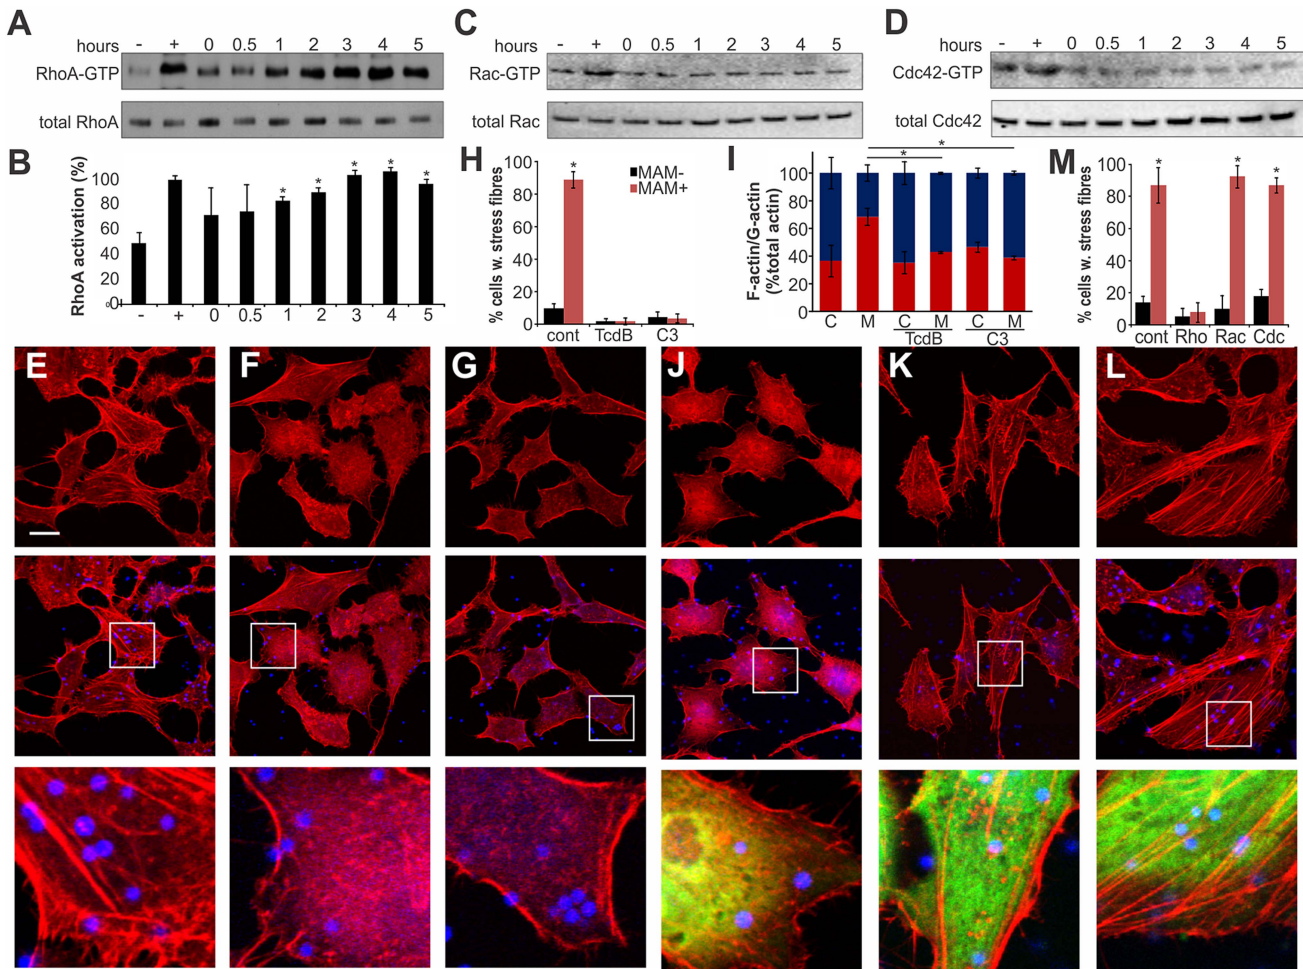 A
hours - + 0 0.5 1 2 3 4 5
RhoA-GTP
total RhoA
C
hours - + 0 0.5 1 2 3 4 5
Rac-GTP
total Rac
D
hours - + 0 0.5 1 2 3 4 5
Cdc42-GTP
total Cdc42
B
RhoA activation (%)
100
80
60
40
20
0
* * * * *
- + 0 0.5 1 2 3 4 5
H
% cells w. stress fibres
100
80
60
40
20
0
*
MAM-
MAM+
cont TcdB C3
I
F-actin/G-actin
(%total actin)
100
80
60
40
20
0
* *
C M C M C M
TcdB C3
M
% cells w. stress fibres
100
80
60
40
20
0
* * *
cont Rho Rac Cdc
E F G J K L